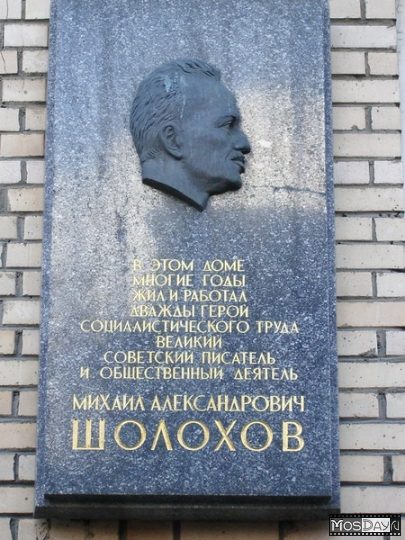 В ЭТОМ ДОМЕ
МНОГИЕ ГОДЫ
ЖИЛ И РАБОТАЛ
ДВАЖДЫ ГЕРОЙ
СОЦИАЛИСТИЧЕСКОГО ТРУДА
ВЕЛИКИЙ
СОВЕТСКИЙ ПИСАТЕЛЬ
И ОБЩЕСТВЕННЫЙ ДЕЯТЕЛЬ
МИХАИЛ АЛЕКСАНДРОВИЧ
ШОЛОХОВ
MosDay.ru